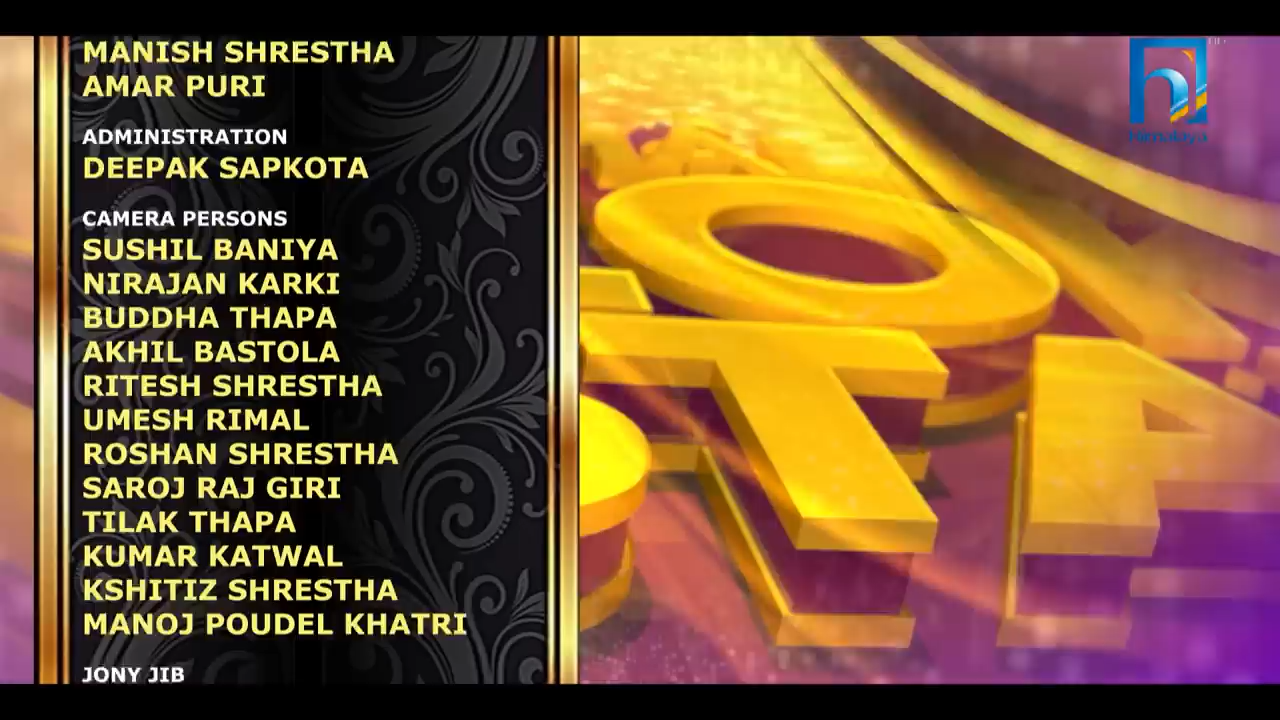 MANISH SHRESTHA
AMAR PURI
ADMINISTRATION
DEEPAK SAPKOTA
CAMERA PERSONS
SUSHIL BANIYA
NIRAJAN KARKI
BUDDHA THAPA
AKHIL BASTOLA
RITESH SHRESTHA
UMESH RIMAL
ROSHAN SHRESTHA
SAROJ RAJ GIRI
TILAK THAPA
KUMAR KATWAL
KSHITIZ SHRESTHA
MANOJ POUDEL KHATRI
JONY JIB
Himalaya